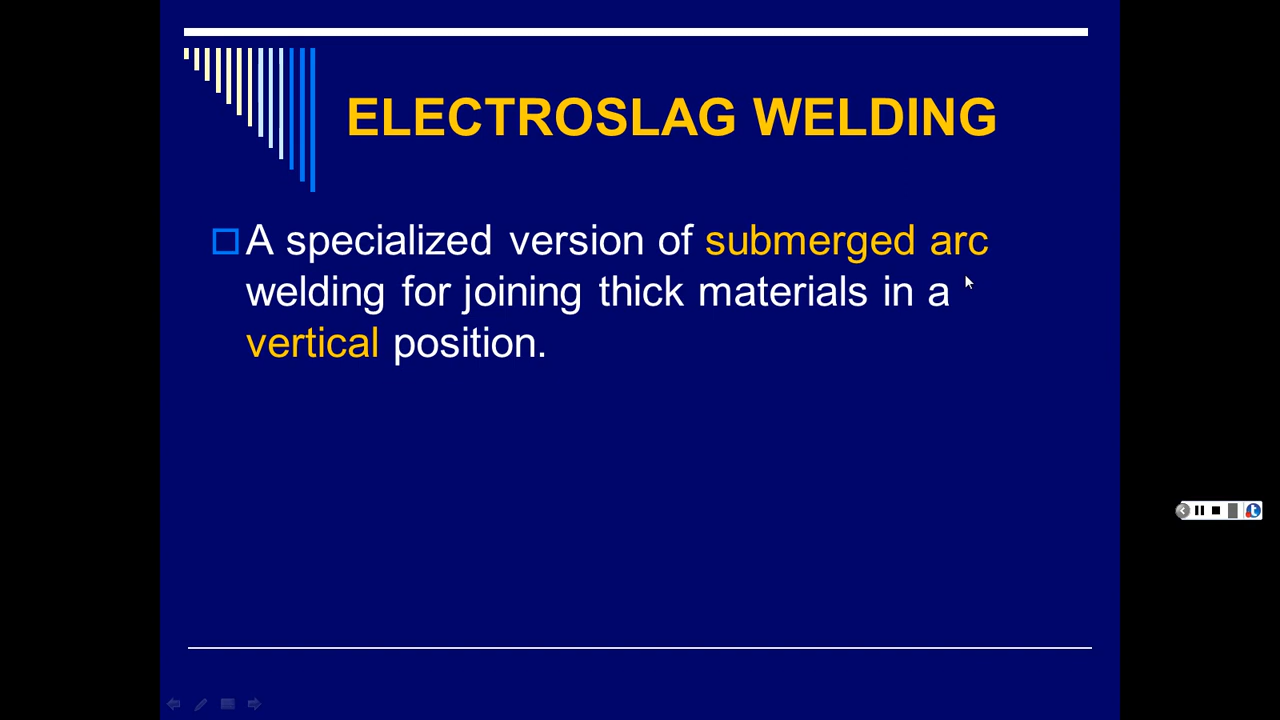 ELECTROSLAG WELDING
A specialized version of submerged arc
welding for joining thick materials in a
vertical position.